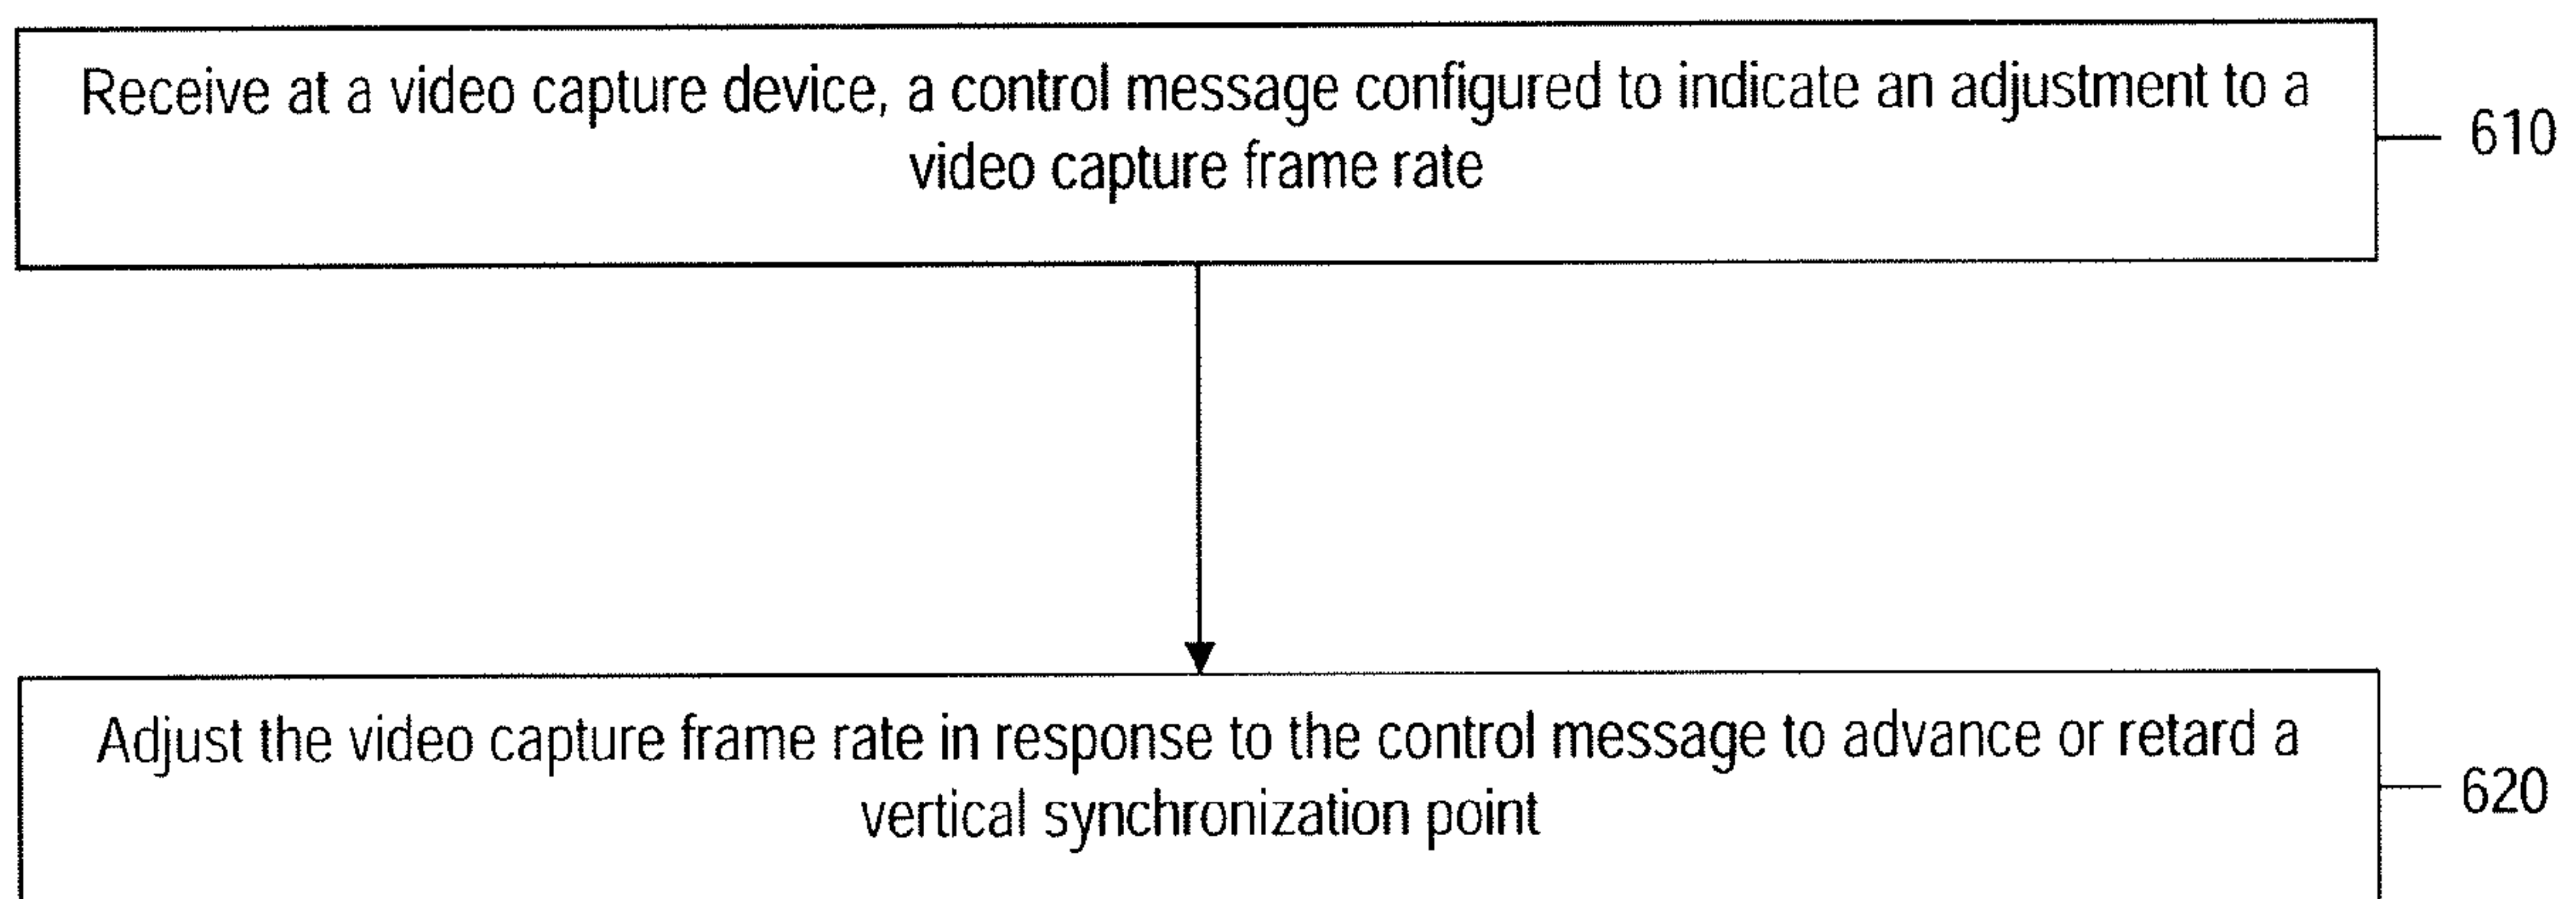 Receive at a video capture device, a control message configured to indicate an adjustment to a
video capture frame rate
610
Adjust the video capture frame rate in response to the control message to advance or retard a
vertical synchronization point
620